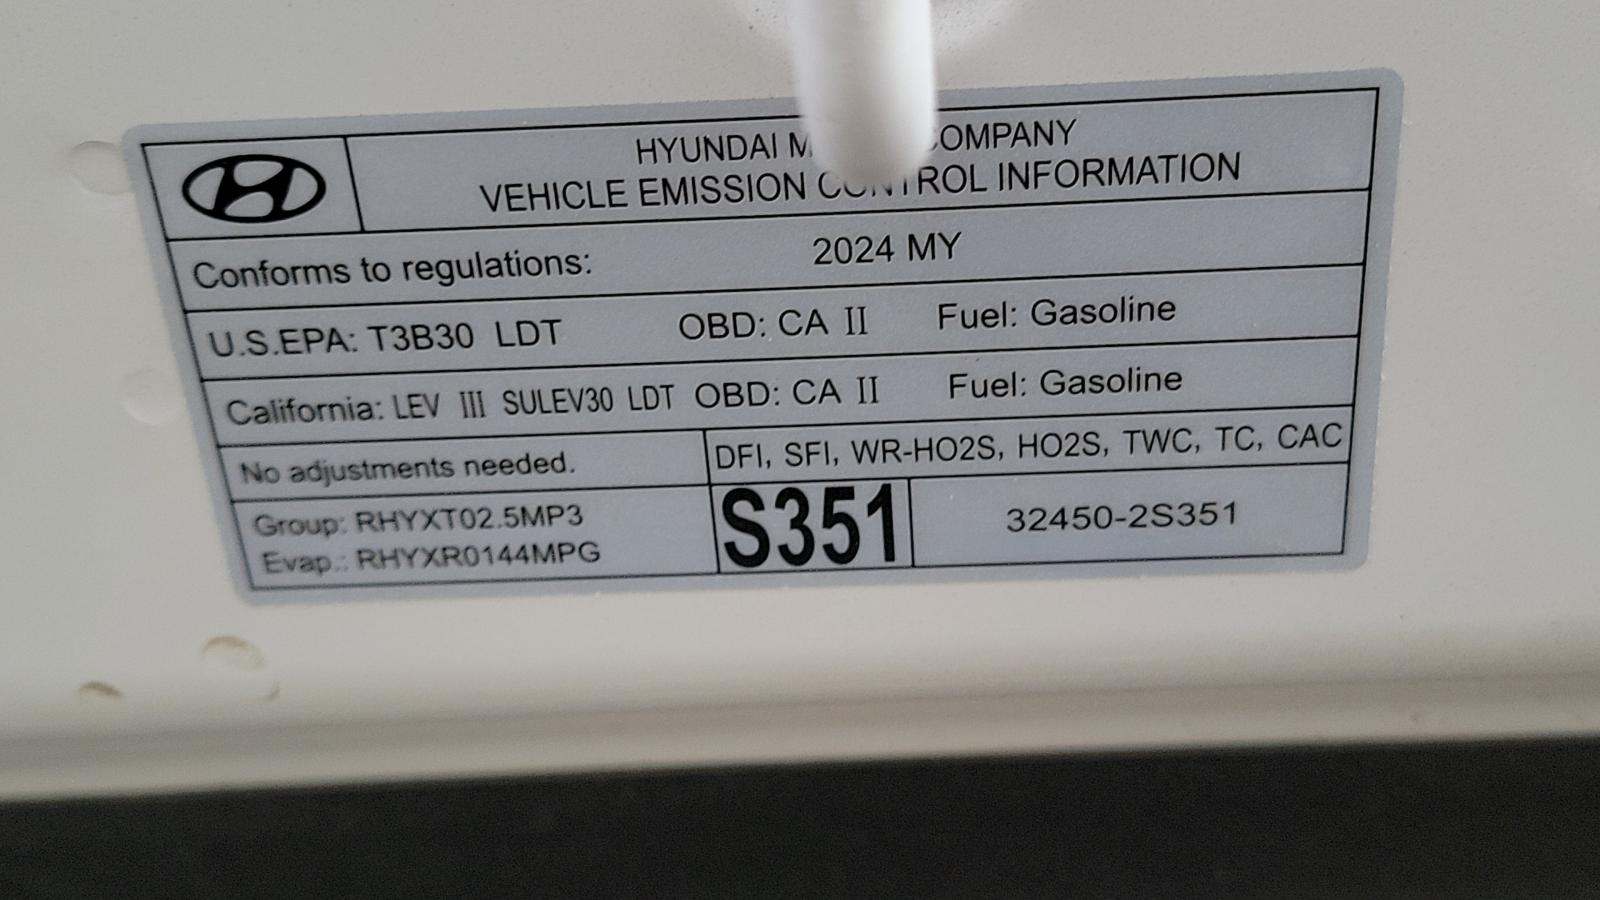 HYUNDAI M OMPANY
VEHICLE EMISSION CONTROL INFORMATION
Conforms to regulations: 2024 MY
U.S.EPA: T3B30 LDT OBD: CA II Fuel: Gasoline
California: LEV III SULEV30 LDT OBD: CA II Fuel: Gasoline
No adjustments needed. DFI, SFI, WR-HO2S, HO2S, TWC, TC, CAC
Group: RHYXT02.5MP3
Evap.: RHYXR0144MPG
S351 32450-2S351